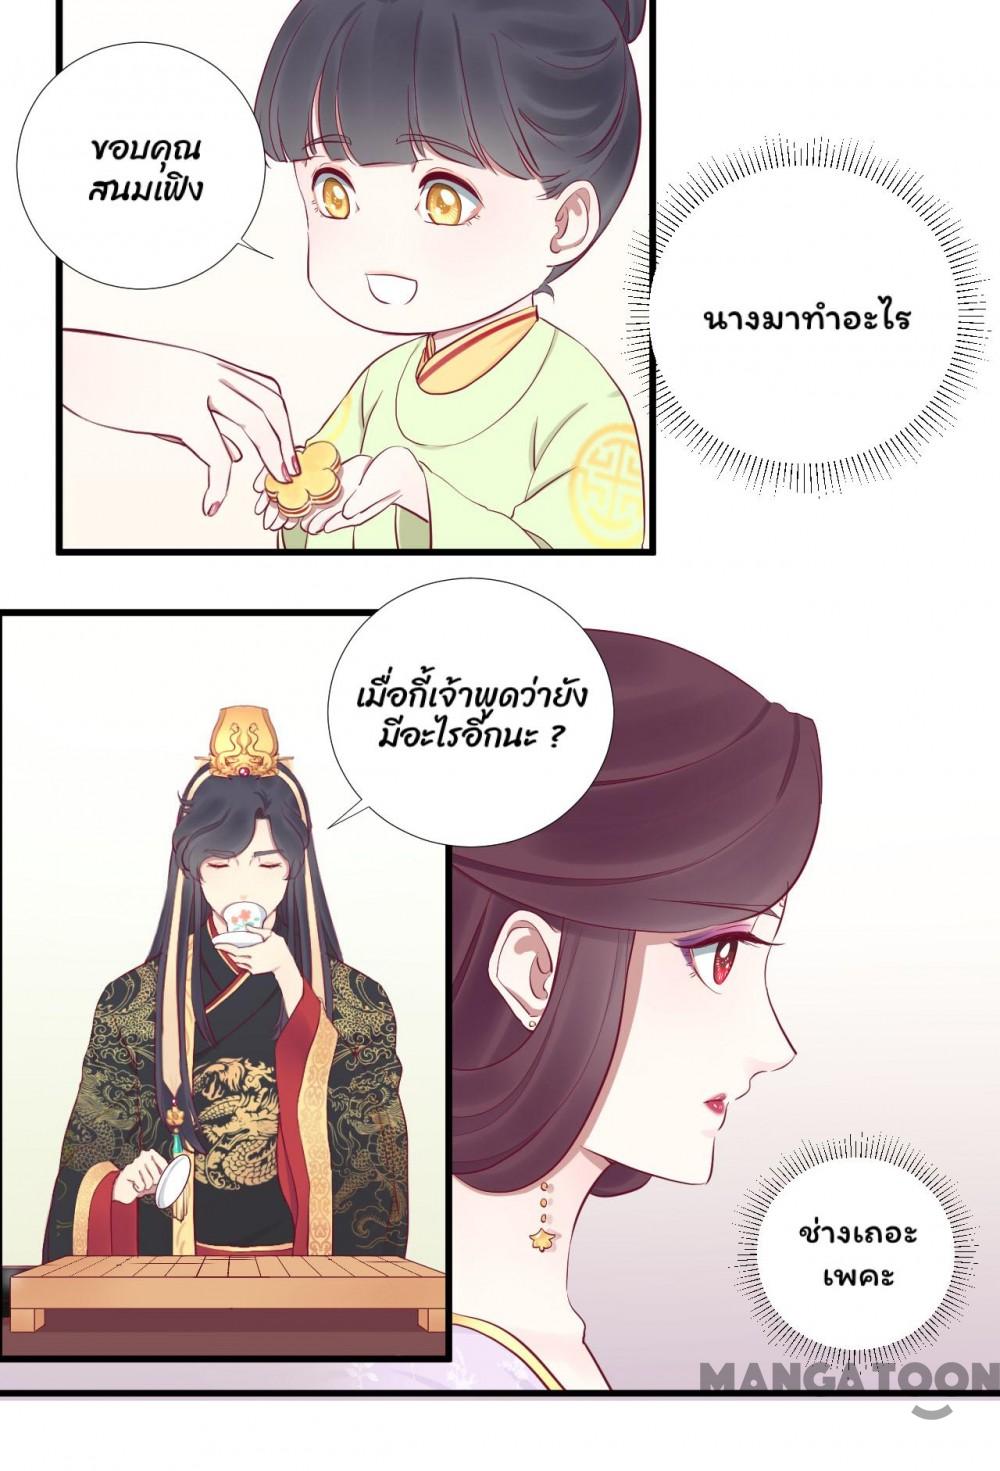 ขอบคุณ
สนมเฟิง
นางมาทำอะไร
เมื่อกี้เจ้าพูดว่ายัง
มีอะไรอีกนะ ?
ช่างเถอะ
เพคะ
MANGATOON